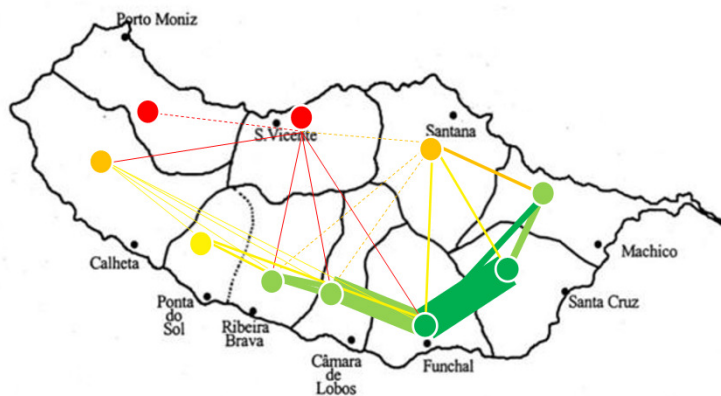 Porto Moniz
S.Vicente
Santana
Machico
Calheta
Santa Cruz
Ponta
do
Sol
Ribeira
Brava
Câmara
de
Lobos
Funchal